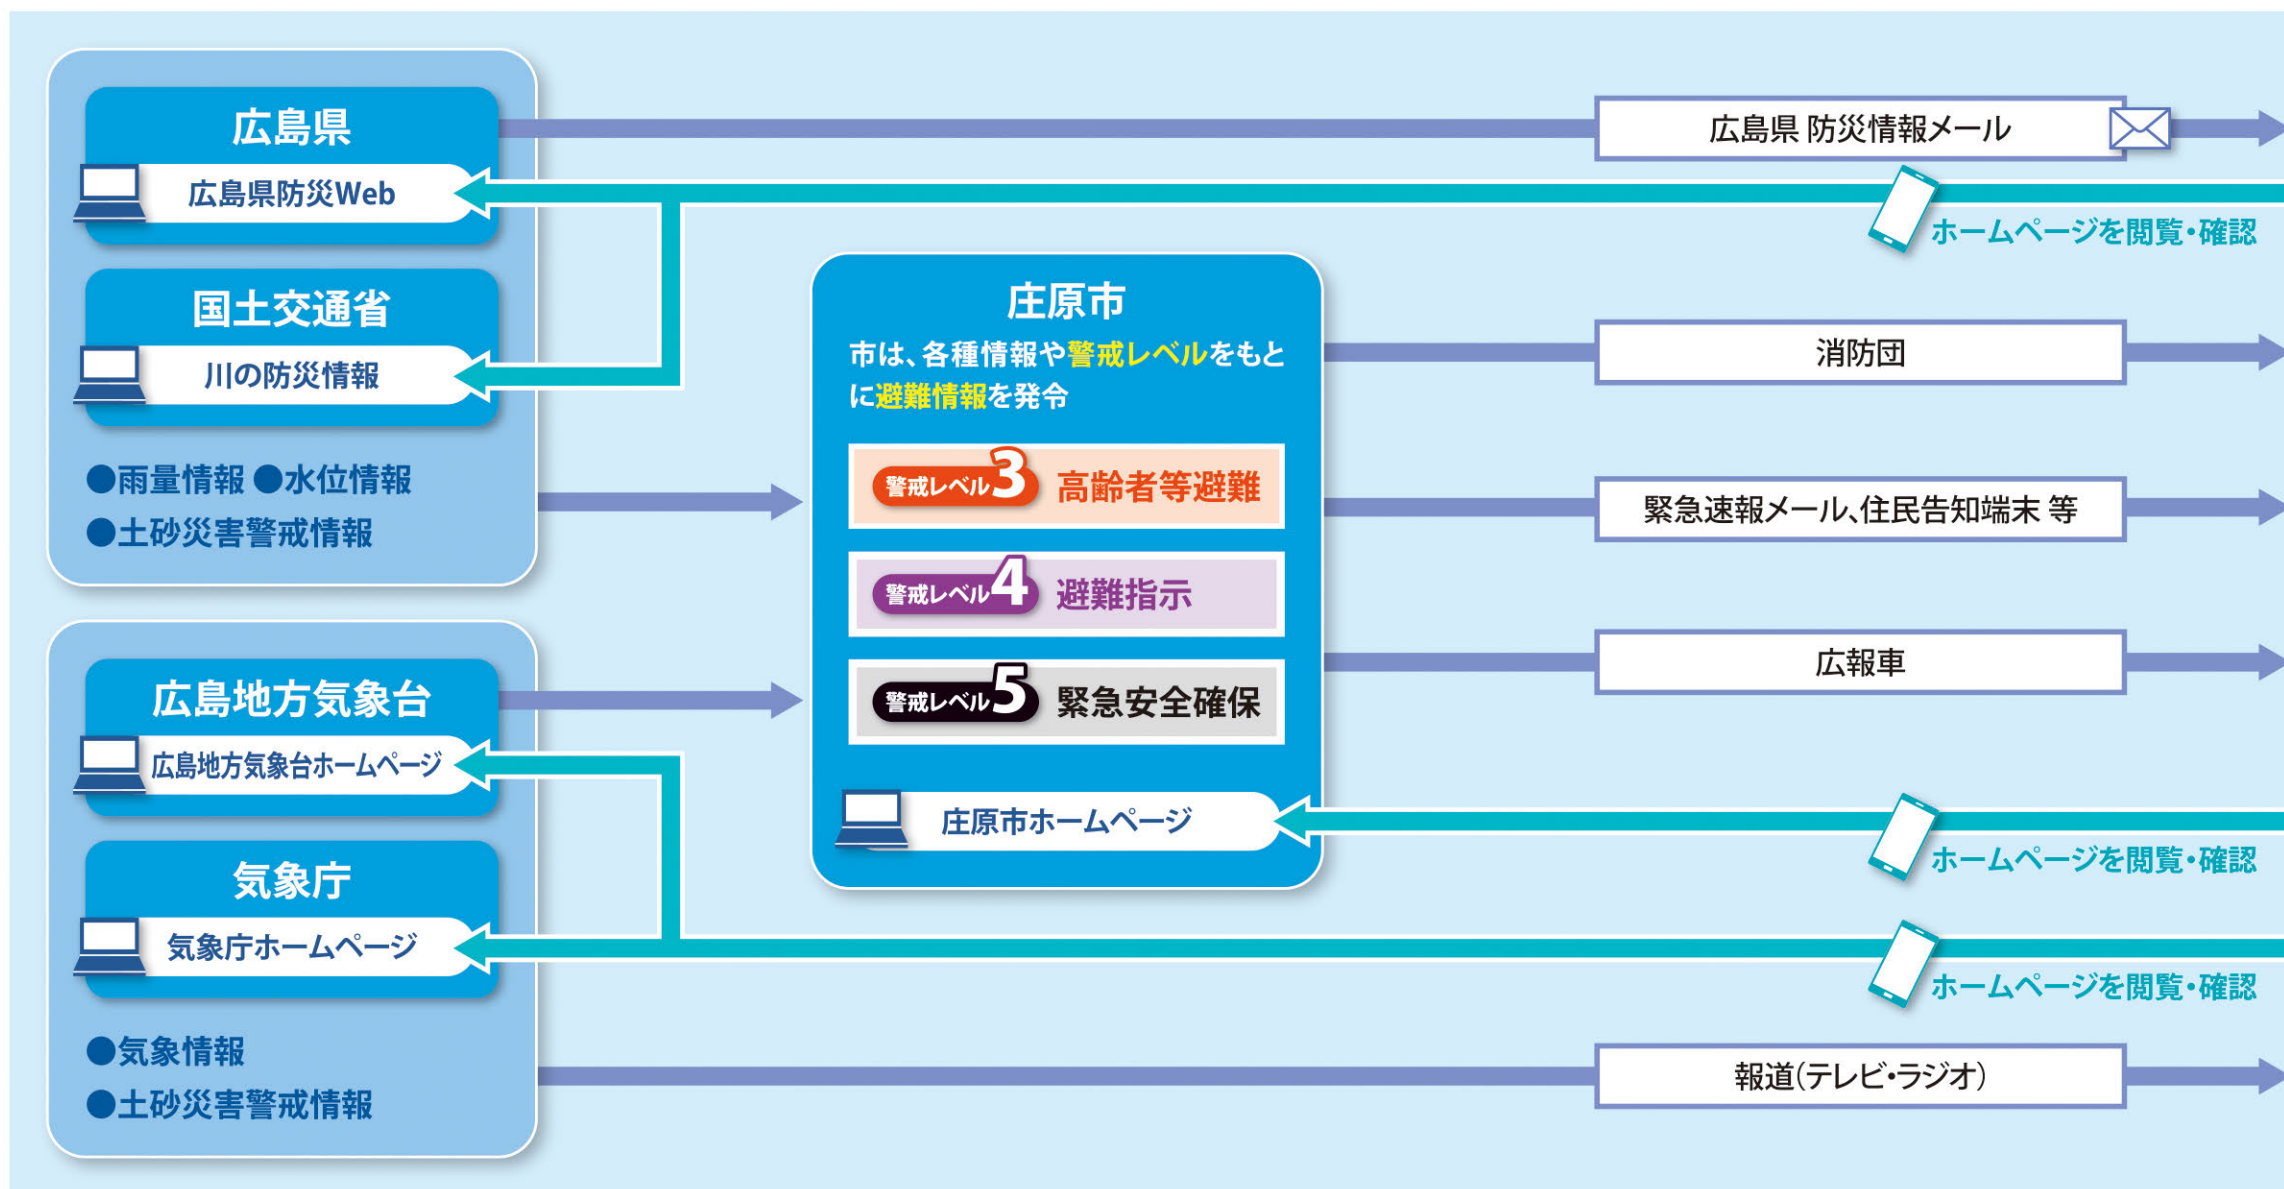 広島県
広島県防災Web
国土交通省
川の防災情報
●雨量情報 ●水位情報
●土砂災害警戒情報
広島地方気象台
広島地方気象台ホームページ
気象庁
気象庁ホームページ
●気象情報
●土砂災害警戒情報
庄原市
市は、各種情報や警戒レベルをもと
に避難情報を発令
警戒レベル3 高齢者等避難
警戒レベル4 避難指示
警戒レベル5 緊急安全確保
庄原市ホームページ
広島県 防災情報メール
ホームページを閲覧・確認
消防団
緊急速報メール、住民告知端末 等
広報車
ホームページを閲覧・確認
ホームページを閲覧・確認
報道(テレビ・ラジオ)